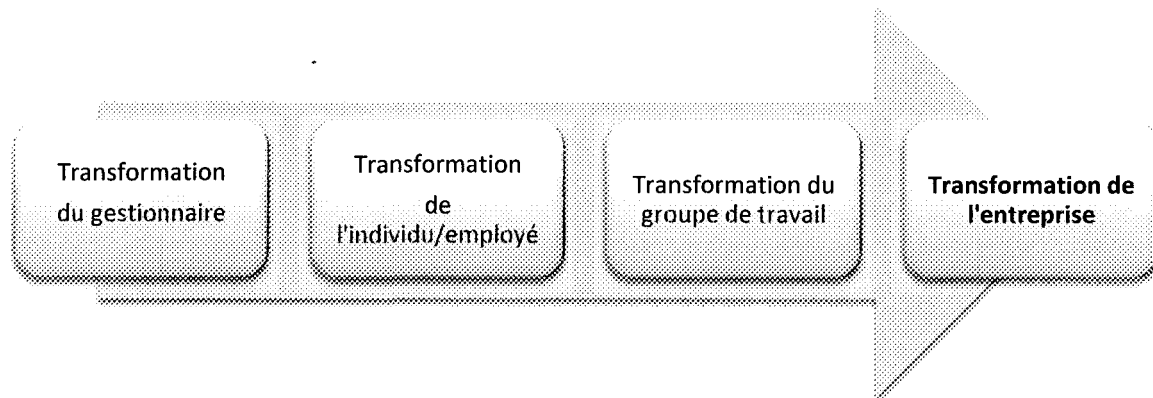 Transformation
du gestionnaire
Transformation
de
l'individu/employé
Transformation du
groupe de travail
Transformation de
l'entreprise